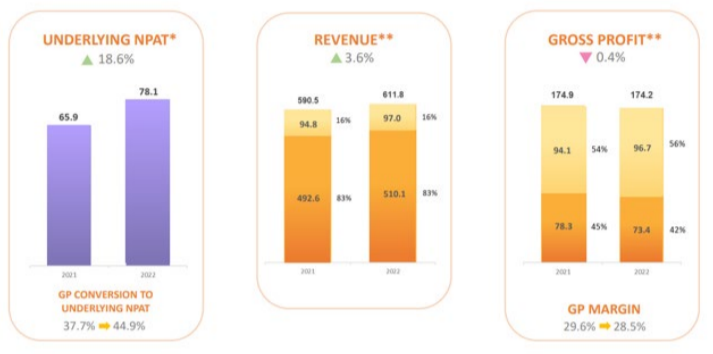 UNDERLYING NPAT*
▲ 18.6%
78.1
65.9
2021 2022
GP CONVERSION TO
UNDERLYING NPAT
37.7% ➡ 44.9%
REVENUE**
▲ 3.6%
590.5 611.8
94.8 16% 97.0 16%
492.6 83% 510.1 83%
2021 2022
GROSS PROFIT**
▼ 0.4%
174.9 174.2
94.1 54% 96.7 56%
78.3 45% 73.4 42%
2021 2022
GP MARGIN
29.6% ➡ 28.5%